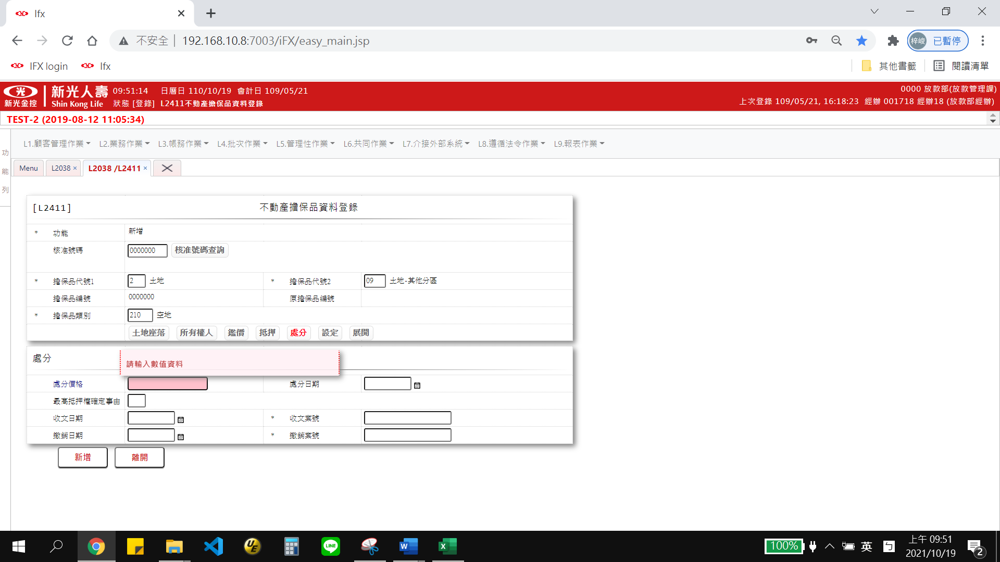 Ifx
不安全 192.168.10.8:7003/iFX/easy_main.jsp
梓峻 已暫停
IFX login Ifx
其他書籤 閱讀清單
新光金控 新光人壽 Shin Kong Life
09:51:14 日曆日 110/10/19 會計日 109/05/21
狀態 [登錄] L2411不動產擔保品資料登錄
0000 放款部(放款管理課)
上次登錄 109/05/21, 16:18:23 經辦 001718 經辦18 (放款部經辦)
TEST-2 (2019-08-12 11:05:34)
功能列
L1.顧客管理作業 L2.業務作業 L3.帳務作業 L4.批次作業 L5.管理性作業 L6.共同作業 L7.介接外部系統 L8.遵循法令作業 L9.報表作業
Menu L2038 × L2038 /L2411 ×
[L2411] 不動產擔保品資料登錄
* 功能 新增
核准號碼 0000000 核准號碼查詢
* 擔保品代號1 2 土地 * 擔保品代號2 09 土地-其他分區
擔保品編號 0000000 原擔保品編號
* 擔保品類別 210 空地
土地座落 所有權人 鑑價 抵押 處分 設定 展開
處分
請輸入數值資料
處分價格 處分日期
最高抵押權確定事由
收文日期 * 收文案號
撤銷日期 * 撤銷案號
新增 離開
UE
LINE
W
X
100%
英
ㄅ
上午 09:51
2021/10/19
2